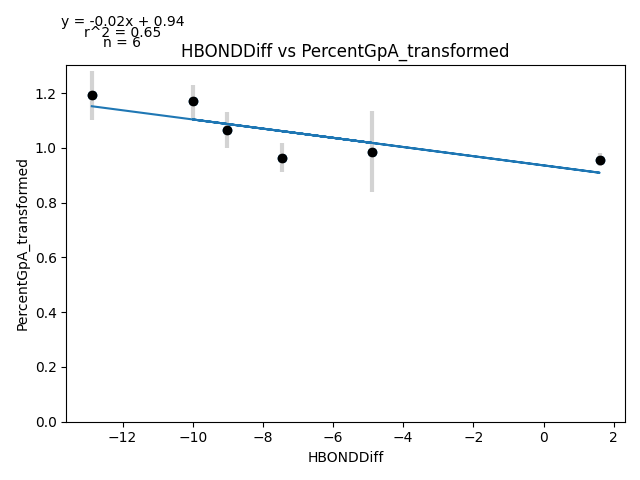 y = -0.02x + 0.94
r^2 = 0.65
n = 6
HBONDDiff vs PercentGpA_transformed
1.2
1.0
0.8
0.6
0.4
0.2
0.0
PercentGpA_transformed
−12 −10 −8 −6 −4 −2 0 2
HBONDDiff